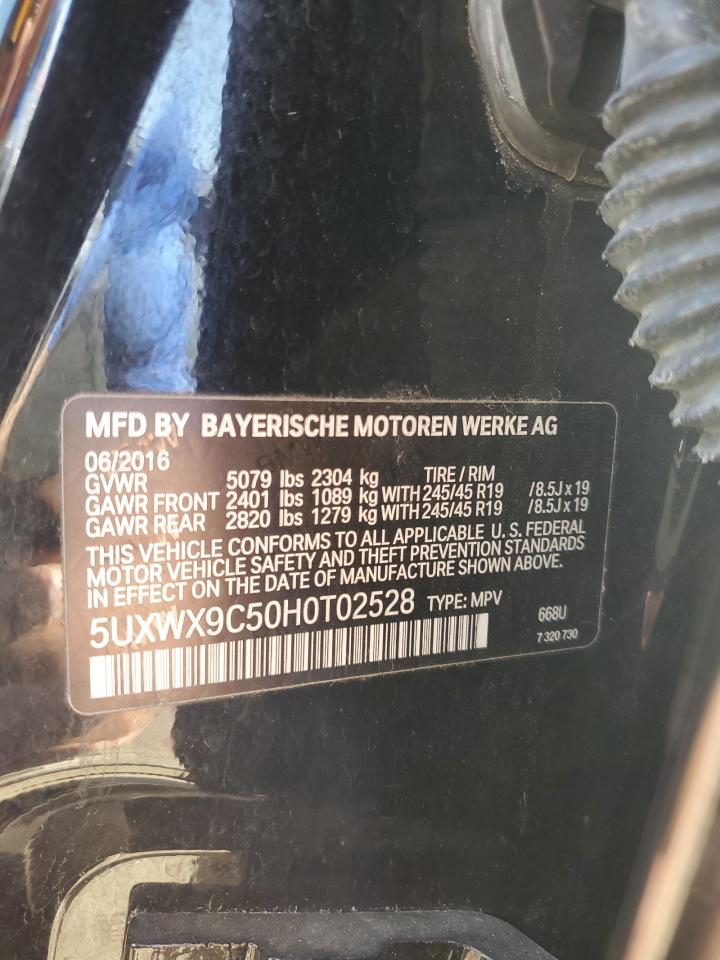 MFD BY BAYERISCHE MOTOREN WERKE AG
06/2016
GVWR 5079 lbs 2304 kg TIRE / RIM
GAWR FRONT 2401 lbs 1089 kg WITH 245/45 R19 /8.5J x 19
GAWR REAR 2820 lbs 1279 kg WITH 245/45 R19 /8.5J x 19
THIS VEHICLE CONFORMS TO ALL APPLICABLE U.S. FEDERAL
MOTOR VEHICLE SAFETY AND THEFT PREVENTION STANDARDS
IN EFFECT ON THE DATE OF MANUFACTURE SHOWN ABOVE.
5UXWX9C50H0T02528 TYPE: MPV 668U
7 320 730